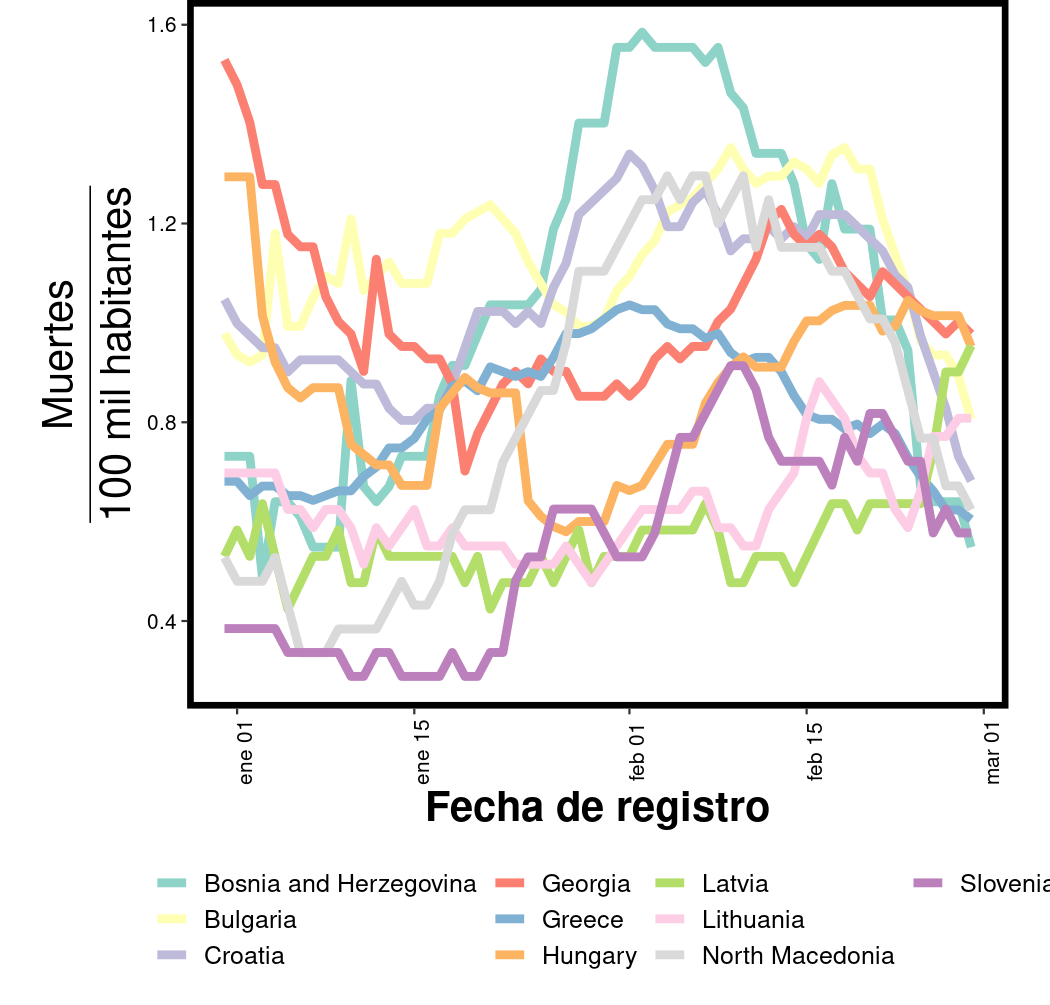 Muertes
100 mil habitantes
1.6
1.2
0.8
0.4
ene 01
ene 15
feb 01
feb 15
mar 01
Fecha de registro
Bosnia and Herzegovina
Georgia
Latvia
Slovenia
Bulgaria
Greece
Lithuania
Croatia
Hungary
North Macedonia